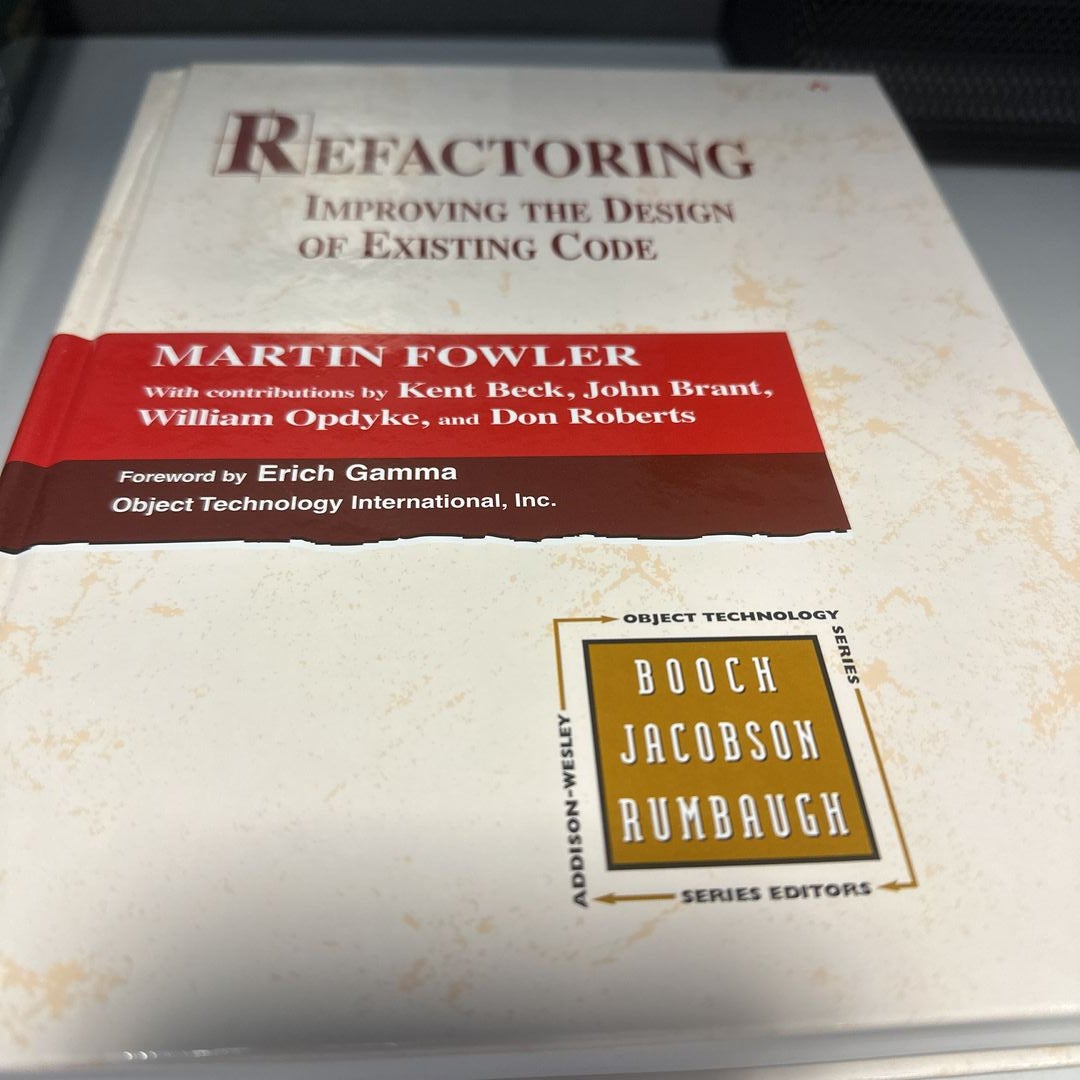 REFACTORING
IMPROVING THE DESIGN
OF EXISTING CODE
MARTIN FOWLER
With contributions by Kent Beck, John Brant,
William Opdyke, and Don Roberts
Foreword by Erich Gamma
Object Technology International, Inc.
OBJECT TECHNOLOGY
SERIES
BOOCH
JACOBSON
RUMBAUGH
ADDISON-WESLEY
SERIES EDITORS